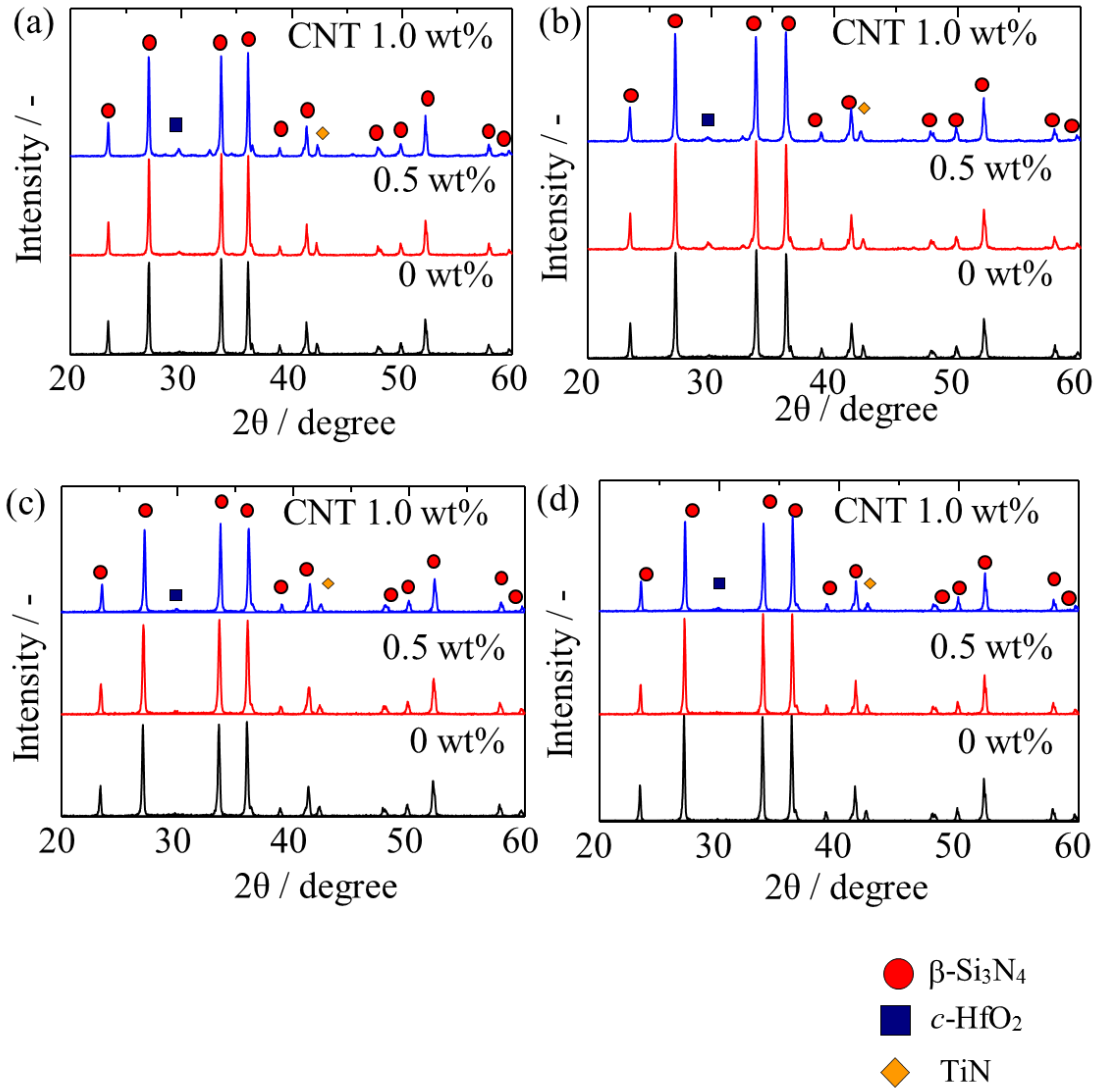 (a)
CNT 1.0 wt%
0.5 wt%
0 wt%
Intensity / -
20 30 40 50 60
2θ / degree
(b)
CNT 1.0 wt%
0.5 wt%
0 wt%
Intensity / -
20 30 40 50 60
2θ / degree
(c)
CNT 1.0 wt%
0.5 wt%
0 wt%
Intensity / -
20 30 40 50 60
2θ / degree
(d)
CNT 1.0 wt%
0.5 wt%
0 wt%
Intensity / -
20 30 40 50 60
2θ / degree
β-Si₃N₄
c-HfO₂
TiN